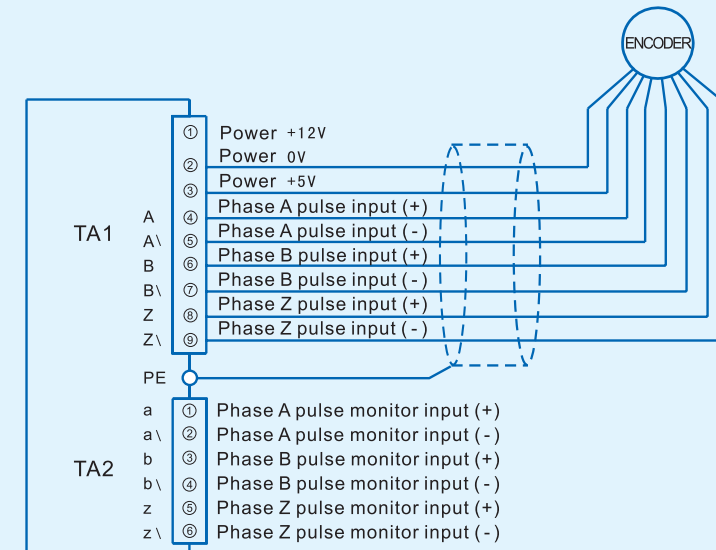 ENCODER
① Power +12V
② Power 0V
③ Power +5V
A ④ Phase A pulse input (+)
TA1
A\ ⑤ Phase A pulse input (-)
B ⑥ Phase B pulse input (+)
B\ ⑦ Phase B pulse input (-)
Z ⑧ Phase Z pulse input (+)
Z\ ⑨ Phase Z pulse input (-)
PE
a ① Phase A pulse monitor input (+)
a\ ② Phase A pulse monitor input (-)
b ③ Phase B pulse monitor input (+)
TA2
b\ ④ Phase B pulse monitor input (-)
z ⑤ Phase Z pulse monitor input (+)
z\ ⑥ Phase Z pulse monitor input (-)